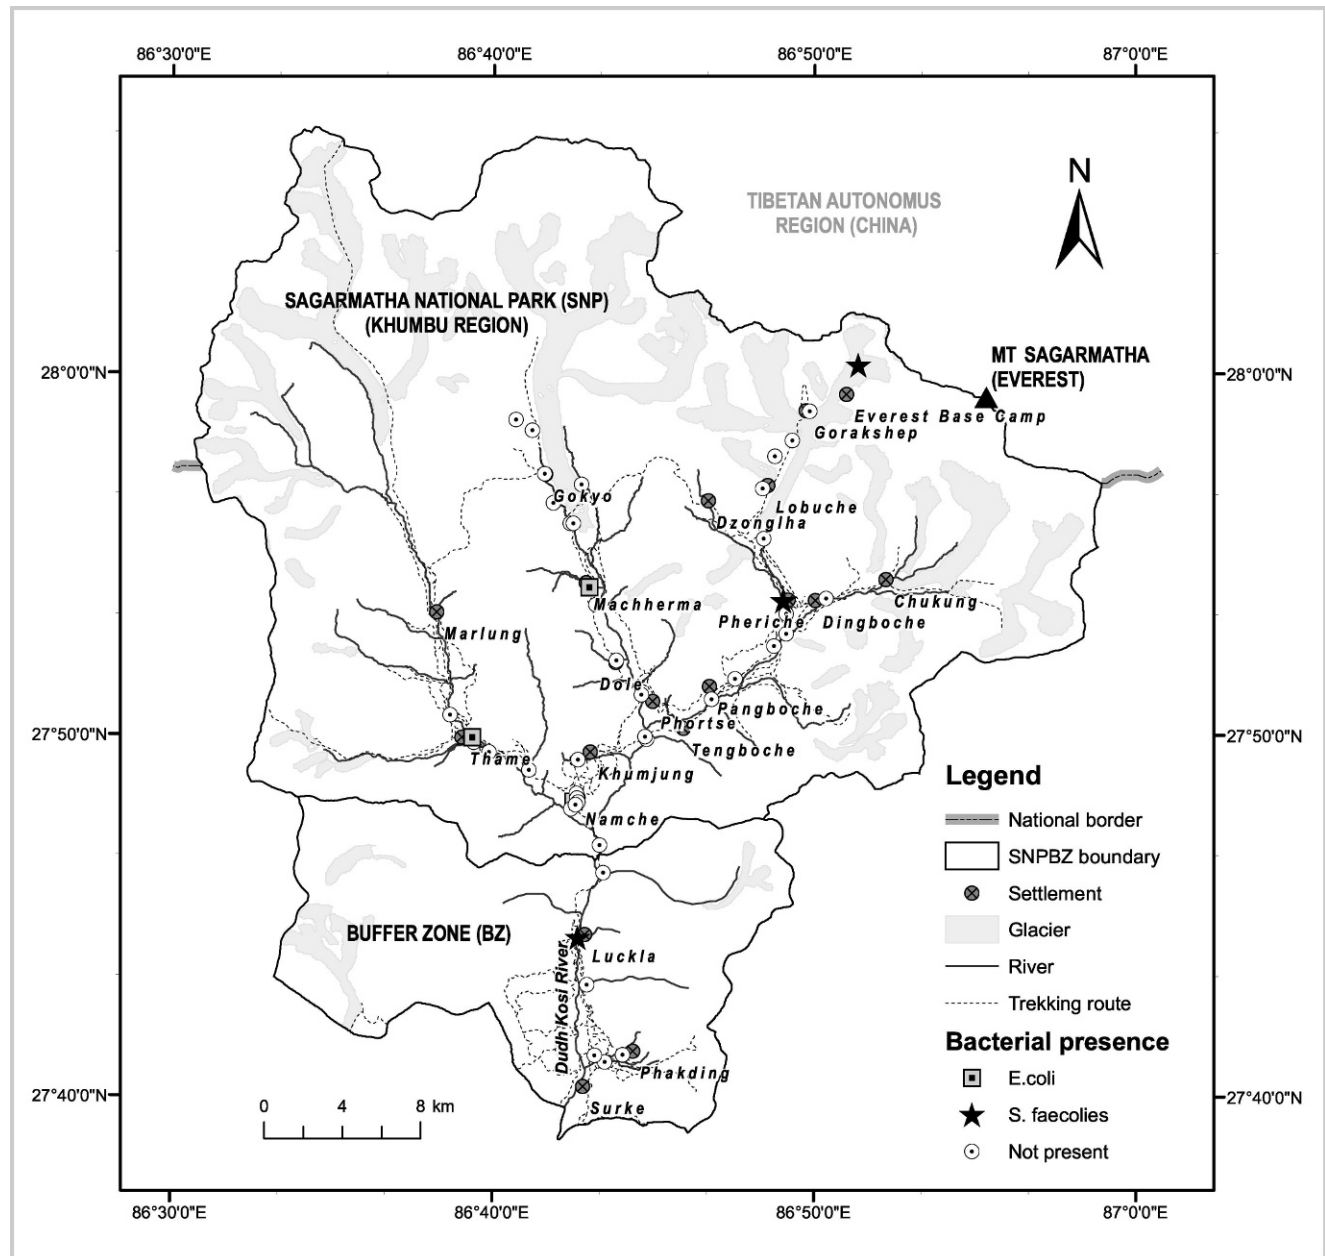 86°30'0"E
86°40'0"E
86°50'0"E
87°0'0"E
N
TIBETAN AUTONOMUS
REGION (CHINA)
SAGARMATHA NATIONAL PARK (SNP)
(KHUMBU REGION)
MT SAGARMATHA
(EVEREST)
28°0'0"N
28°0'0"N
Everest Base Camp
Gorakshep
Gokyo
Lobuche
Dzonglha
Machherma
Chukung
Pheriche
Dingboche
Marlung
Dole
Pangboche
Phortse
Tengboche
27°50'0"N
27°50'0"N
Thame
Khumjung
Namche
BUFFER ZONE (BZ)
Luckla
Dudh Kosi River
Phakding
Surke
27°40'0"N
27°40'0"N
0 4 8 km
Legend
National border
SNPBZ boundary
Settlement
Glacier
River
Trekking route
Bacterial presence
E.coli
S. faecolies
Not present
86°30'0"E
86°40'0"E
86°50'0"E
87°0'0"E